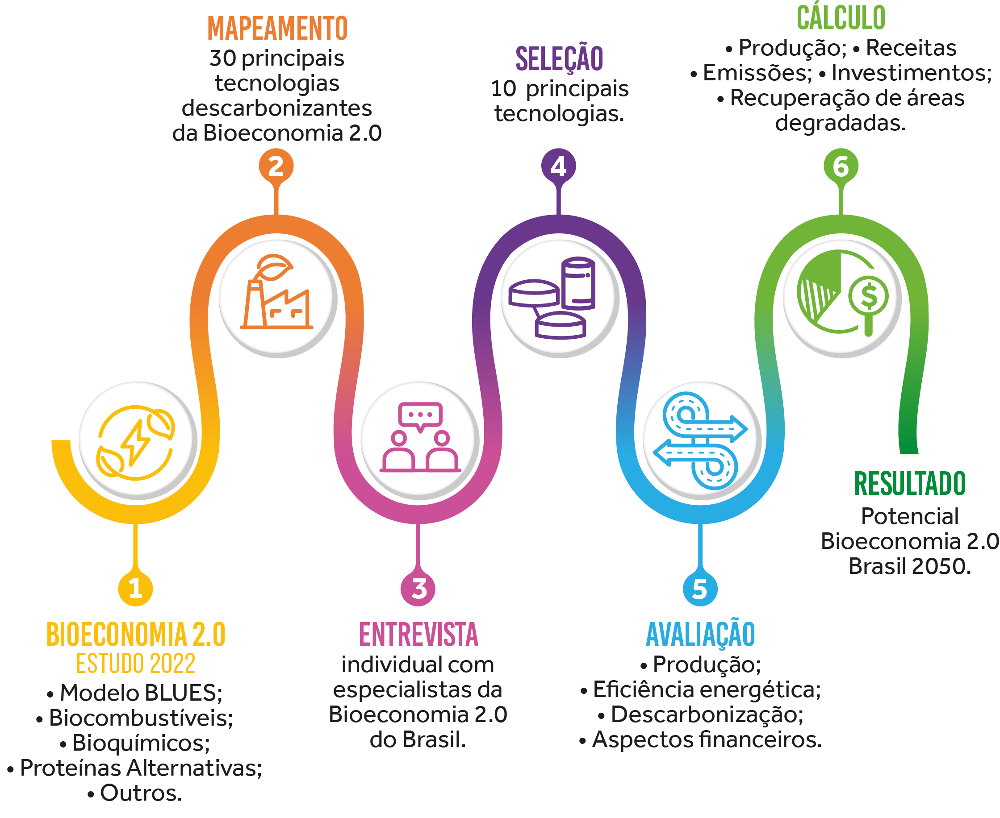 1
BIOECONOMIA 2.0
ESTUDO 2022
• Modelo BLUES;
• Biocombustíveis;
• Bioquímicos;
• Proteínas Alternativas;
• Outros.
MAPEAMENTO
30 principais
tecnologias
descarbonizantes
da Bioeconomia 2.0
2
3
ENTREVISTA
individual com
especialistas da
Bioeconomia 2.0
do Brasil.
SELEÇÃO
10 principais
tecnologias.
4
5
AVALIAÇÃO
• Produção;
• Eficiência energética;
• Descarbonização;
• Aspectos financeiros.
CÁLCULO
• Produção; • Receitas
• Emissões; • Investimentos;
• Recuperação de áreas
degradadas.
6
$
RESULTADO
Potencial
Bioeconomia 2.0
Brasil 2050.